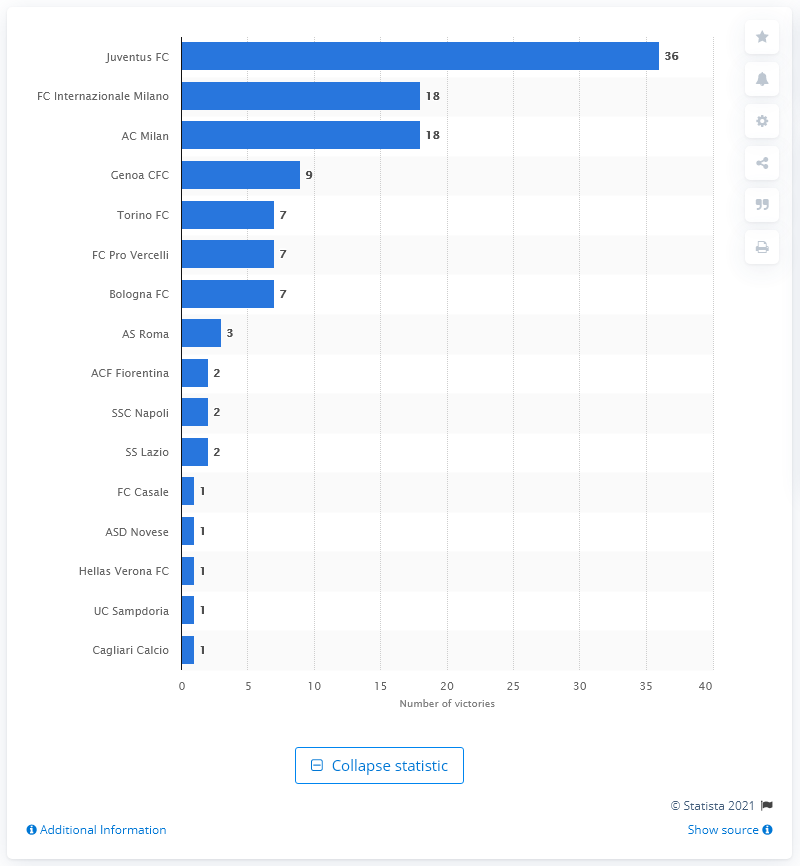 Juventus FC 36
FC Internazionale Milano 18
AC Milan 18
Genoa CFC 9
Torino FC 7
FC Pro Vercelli 7
Bologna FC 7
AS Roma 3
ACF Fiorentina 2
SSC Napoli 2
SS Lazio 2
FC Casale 1
ASD Novese 1
Hellas Verona FC 1
UC Sampdoria 1
Cagliari Calcio 1
0 5 10 15 20 25 30 35 40
Number of victories
Collapse statistic
© Statista 2021
Additional Information
Show source